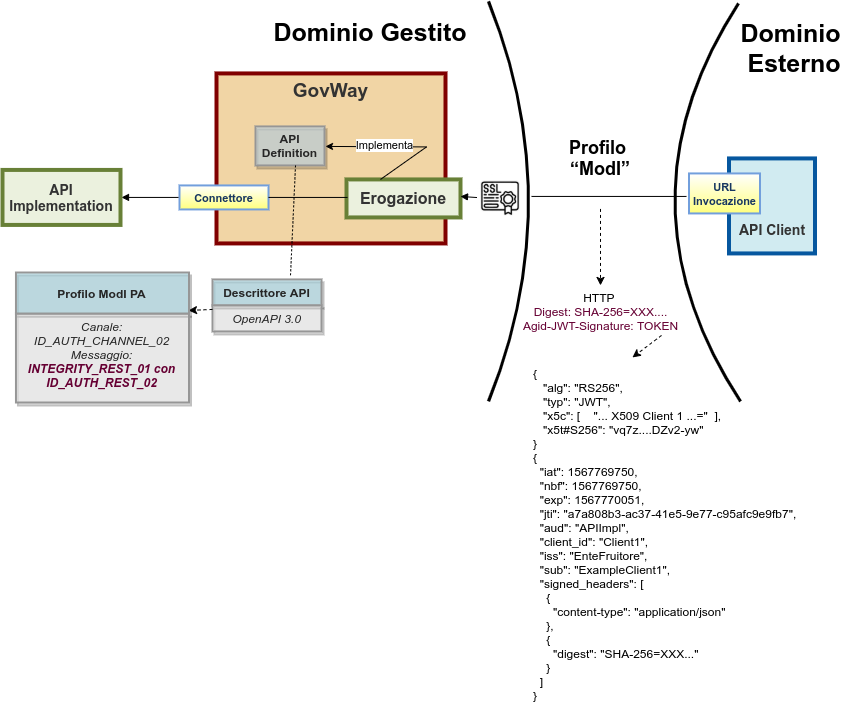 Dominio Gestito
Dominio
Esterno
GovWay
API
Definition
Implementa
Profilo
“ModI”
API
Implementation
Connettore
Erogazione
SSL
URL
Invocazione
API Client
Profilo ModI PA
Canale:
ID_AUTH_CHANNEL_02
Messaggio:
INTEGRITY_REST_01 con
ID_AUTH_REST_02
Descrittore API
OpenAPI 3.0
HTTP
Digest: SHA-256=XXX....
Agid-JWT-Signature: TOKEN
{
"alg": "RS256",
"typ": "JWT",
"x5c": [ "... X509 Client 1 ...=" ],
"x5t#S256": "vq7z....DZv2-yw"
}
{
"iat": 1567769750,
"nbf": 1567769750,
"exp": 1567770051,
"jti": "a7a808b3-ac37-41e5-9e77-c95afc9e9fb7",
"aud": "APIImpl",
"client_id": "Client1",
"iss": "EnteFruitore",
"sub": "ExampleClient1",
"signed_headers": [
{
"content-type": "application/json"
},
{
"digest": "SHA-256=XXX..."
}
]
}